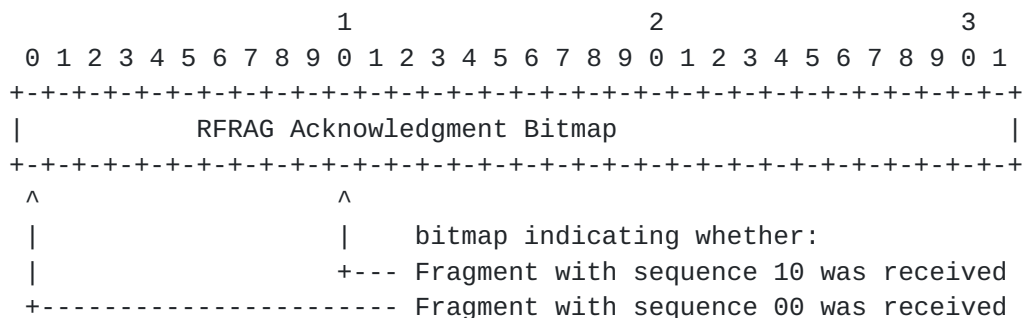 1                   2                   3
 0 1 2 3 4 5 6 7 8 9 0 1 2 3 4 5 6 7 8 9 0 1 2 3 4 5 6 7 8 9 0 1
+-+-+-+-+-+-+-+-+-+-+-+-+-+-+-+-+-+-+-+-+-+-+-+-+-+-+-+-+-+-+-+-+
|           RFRAG Acknowledgment Bitmap                         |
+-+-+-+-+-+-+-+-+-+-+-+-+-+-+-+-+-+-+-+-+-+-+-+-+-+-+-+-+-+-+-+-+
 ^                   ^
 |                   |    bitmap indicating whether:
 |                   +--- Fragment with sequence 10 was received
 +----------------------- Fragment with sequence 00 was received